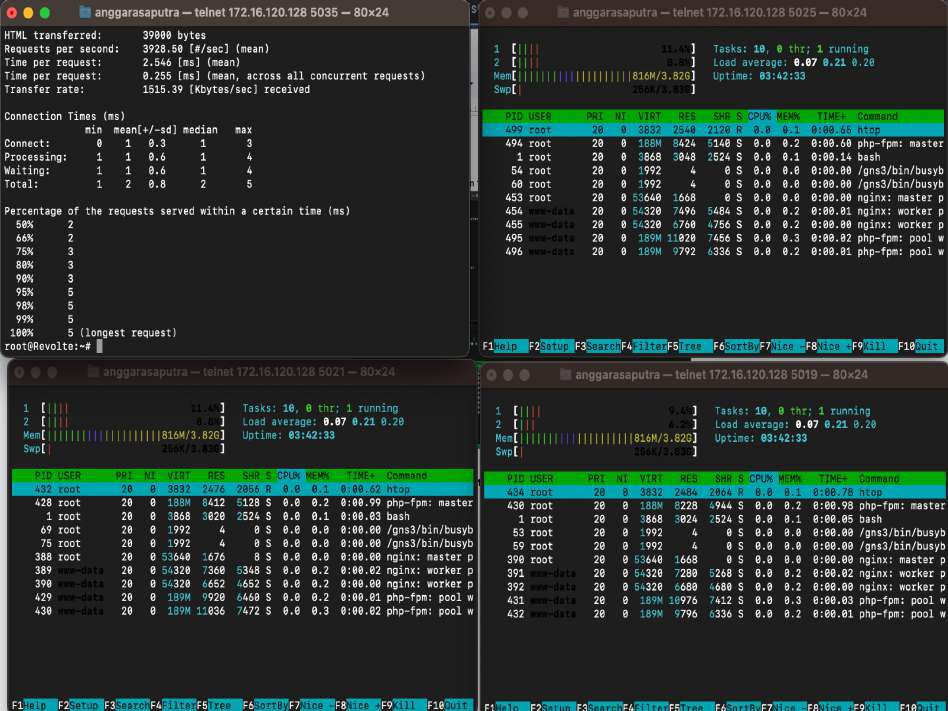 anggarasaputra — telnet 172.16.120.128 5035 — 80×24
HTML transferred: 39000 bytes
Requests per second: 3928.50 [#/sec] (mean)
Time per request: 2.546 [ms] (mean)
Time per request: 0.255 [ms] (mean, across all concurrent requests)
Transfer rate: 1515.39 [Kbytes/sec] received
Connection Times (ms)
min mean[+/-sd] median max
Connect: 0 1 0.3 1 3
Processing: 1 1 0.6 1 4
Waiting: 1 1 0.6 1 4
Total: 1 2 0.8 2 5
Percentage of the requests served within a certain time (ms)
50% 2
66% 2
75% 3
80% 3
90% 3
95% 5
98% 5
99% 5
100% 5 (longest request)
root@Revolte:~#
anggarasaputra — telnet 172.16.120.128 5025 — 80×24
1 [|||| 11.4%] Tasks: 10, 0 thr; 1 running
2 [|||| 8.8%] Load average: 0.07 0.21 0.20
Mem[||||||||||||||||||||816M/3.82G] Uptime: 03:42:33
Swp[| 256K/3.83G]
PID USER PRI NI VIRT RES SHR S CPU% MEM% TIME+ Command
499 root 20 0 3832 2540 2120 R 0.0 0.1 0:00.65 htop
494 root 20 0 188M 8424 5140 S 0.0 0.2 0:00.60 php-fpm: master
1 root 20 0 3868 3048 2524 S 0.0 0.1 0:00.14 bash
54 root 20 0 1992 4 0 S 0.0 0.0 0:00.00 /gns3/bin/busyb
60 root 20 0 1992 4 0 S 0.0 0.0 0:00.00 /gns3/bin/busyb
453 root 20 0 53640 1668 0 S 0.0 0.0 0:00.00 nginx: master p
454 www-data 20 0 54320 7496 5484 S 0.0 0.2 0:00.01 nginx: worker p
455 www-data 20 0 54320 6760 4756 S 0.0 0.2 0:00.00 nginx: worker p
495 www-data 20 0 189M 11020 7456 S 0.0 0.3 0:00.02 php-fpm: pool w
496 www-data 20 0 189M 9792 6336 S 0.0 0.2 0:00.01 php-fpm: pool w
F1Help F2Setup F3SearchF4FilterF5Tree F6SortByF7Nice -F8Nice +F9Kill F10Quit
anggarasaputra — telnet 172.16.120.128 5021 — 80×24
1 [|||| 11.4%] Tasks: 10, 0 thr; 1 running
2 [|||| 8.8%] Load average: 0.07 0.21 0.20
Mem[||||||||||||||||||||816M/3.82G] Uptime: 03:42:33
Swp[| 256K/3.83G]
PID USER PRI NI VIRT RES SHR S CPU% MEM% TIME+ Command
432 root 20 0 3832 2476 2056 R 0.0 0.1 0:00.62 htop
428 root 20 0 188M 8412 5128 S 0.0 0.2 0:00.99 php-fpm: master
1 root 20 0 3868 3020 2524 S 0.0 0.1 0:00.03 bash
69 root 20 0 1992 4 0 S 0.0 0.0 0:00.00 /gns3/bin/busyb
75 root 20 0 1992 4 0 S 0.0 0.0 0:00.00 /gns3/bin/busyb
388 root 20 0 53640 1676 8 S 0.0 0.0 0:00.00 nginx: master p
389 www-data 20 0 54320 7360 5348 S 0.0 0.2 0:00.02 nginx: worker p
390 www-data 20 0 54320 6652 4652 S 0.0 0.2 0:00.00 nginx: worker p
429 www-data 20 0 189M 9920 6460 S 0.0 0.2 0:00.01 php-fpm: pool w
430 www-data 20 0 189M 11036 7472 S 0.0 0.3 0:00.02 php-fpm: pool w
F1Help F2Setup F3SearchF4FilterF5Tree F6SortByF7Nice -F8Nice +F9Kill F10Quit
anggarasaputra — telnet 172.16.120.128 5019 — 80×24
1 [|||| 9.4%] Tasks: 10, 0 thr; 1 running
2 [||| 6.2%] Load average: 0.07 0.21 0.20
Mem[||||||||||||||||||||816M/3.82G] Uptime: 03:42:33
Swp[| 256K/3.83G]
PID USER PRI NI VIRT RES SHR S CPU% MEM% TIME+ Command
434 root 20 0 3832 2484 2064 R 0.0 0.1 0:00.78 htop
430 root 20 0 188M 8228 4944 S 0.0 0.2 0:00.98 php-fpm: master
1 root 20 0 3868 3024 2524 S 0.0 0.1 0:00.05 bash
53 root 20 0 1992 4 0 S 0.0 0.0 0:00.00 /gns3/bin/busyb
59 root 20 0 1992 4 0 S 0.0 0.0 0:00.00 /gns3/bin/busyb
390 root 20 0 53640 1668 0 S 0.0 0.0 0:00.00 nginx: master p
391 www-data 20 0 54320 7280 5268 S 0.0 0.2 0:00.02 nginx: worker p
392 www-data 20 0 54320 6680 4680 S 0.0 0.2 0:00.00 nginx: worker p
431 www-data 20 0 189M 10976 7412 S 0.0 0.3 0:00.03 php-fpm: pool w
432 www-data 20 0 189M 9796 6336 S 0.0 0.2 0:00.01 php-fpm: pool w
F1Help F2Setup F3SearchF4FilterF5Tree F6SortByF7Nice -F8Nice +F9Kill F10Quit